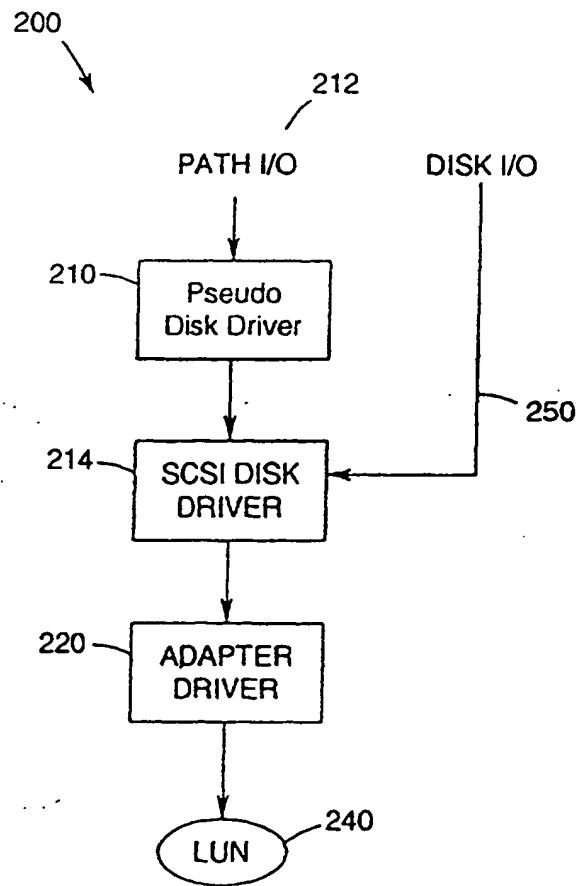 200
212
PATH I/O
DISK I/O
210
Pseudo
Disk Driver
250
214
SCSI DISK
DRIVER
220
ADAPTER
DRIVER
240
LUN